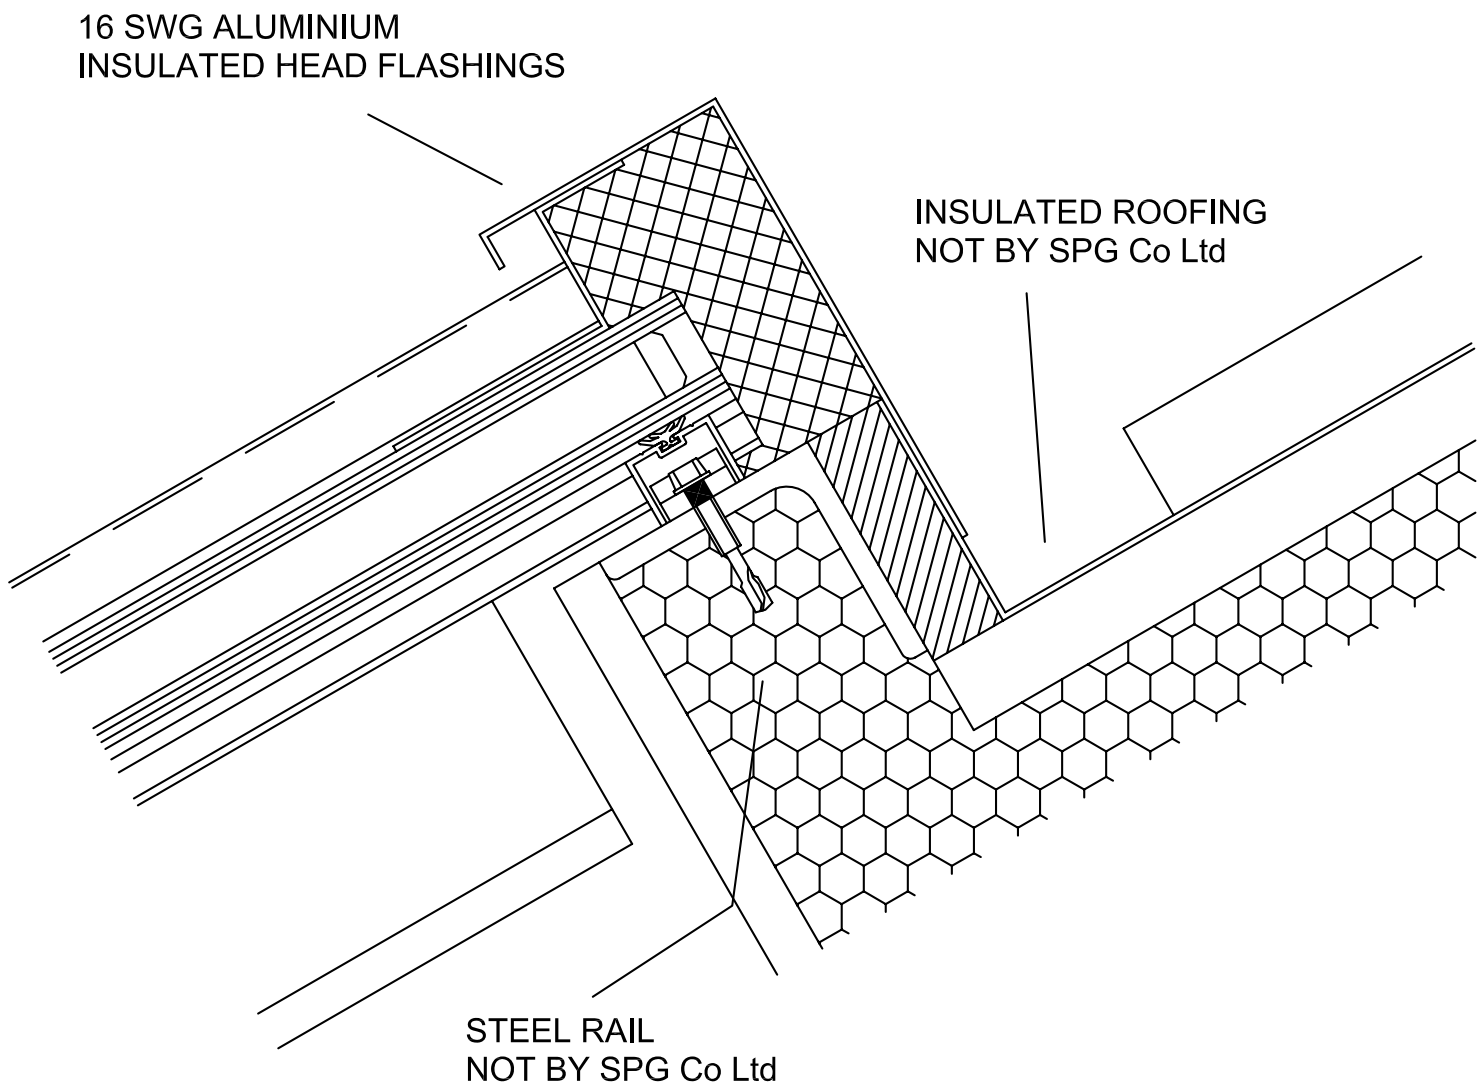 16 SWG ALUMINIUM
INSULATED HEAD FLASHINGS
INSULATED ROOFING
NOT BY SPG Co Ltd
STEEL RAIL
NOT BY SPG Co Ltd